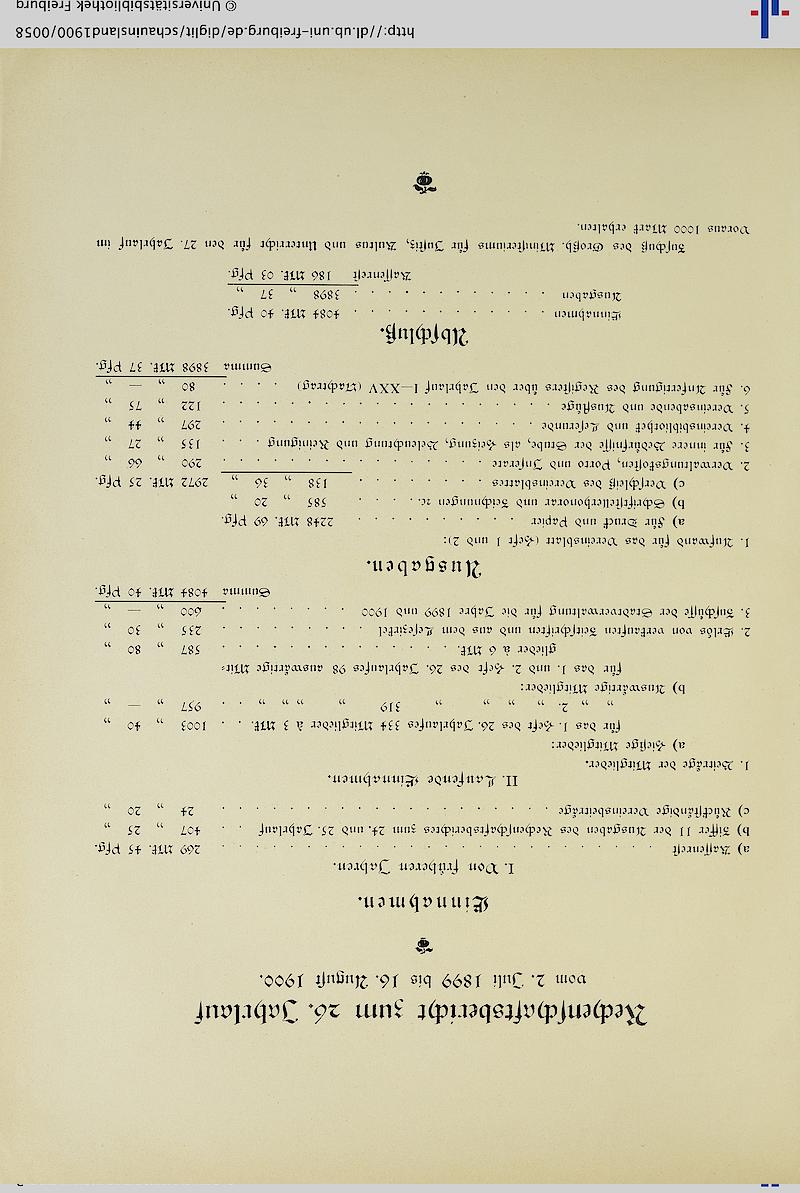 Rechenschaftsbericht zum 26. Jahrlauf
vom 2. Juli 1899 bis 16. August 1900.
Einnahmen.
I. Von früheren Jahren.
a) Kassenrest . . . . . . . . . . 269 Mk. 45 Pfg.
b) Ziffer II der Ausgaben des Rechenschaftsberichtes zum 24. und 25. Jahrlauf . . 407 „ 25 „
c) Rückständige Vereinsbeiträge . . . . . . . . . . 24 „ 20 „
II. Laufende Einnahmen.
1. Beiträge der Mitglieder.
a) Hiesige Mitglieder:
für das 1. Heft des 26. Jahrlaufes 334 Mitglieder à 3 Mk. . . 1003 „ 40 „
„ „ 2. „ „ „ 319 „ „ „ „ . . 957 „ — „
b) Auswärtige Mitglieder:
für das 1. und 2. Heft des 26. Jahrlaufes 98 auswärtige Mit=
glieder à 6 Mk. . . . . . . . . . 587 „ 80 „
2. Erlös von verkauften Zeitschriften und aus dem Lesezirkel . . . . . 235 „ 30 „
3. Zuschüsse der Stadtverwaltung für die Jahre 1899 und 1900 . . . . . 600 „ — „
Summa 4084 Mk. 40 Pfg.
Ausgaben.
1. Aufwand für das Vereinsblatt (Heft 1 und 2):
a) Für Druck und Papier . . . . . . . . 2248 Mk. 69 Pfg.
b) Schriftstellerhonorar und Zeichnungen ꝛc. . . . . 585 „ 20 „
c) Verschleiß des Vereinsblattes . . . . . . 138 „ 36 „ 2972 Mk. 25 Pfg.
2. Verwaltungskosten, Porto und Inserate . . . . . . . . . . 290 „ 66 „
3. Für innere Bedürfnisse der Stube, als Heizung, Beleuchtung und Reinigung . . . 135 „ 27 „
4. Vereinsbibliothek und Lesekunde . . . . . . . . . . 297 „ 44 „
5. Vereinsabende und Ausflüge . . . . . . . . . . 122 „ 75 „
6. Für Anfertigung des Registers über den Jahrlauf I—XXV (Nachtrag) . . . . 80 „ — „
Summa 3898 Mk. 37 Pfg.
Abschluß.
Einnahmen . . . . . . . . 4084 Mk. 40 Pfg.
Ausgaben . . . . . . . . 3898 „ 37 „
Kassenrest 186 Mk. 03 Pfg.
Zuschuß des Großh. Ministeriums für Justiz, Kultus und Unterricht für den 27. Jahrlauf im
Voraus 1000 Mark erhalten.
http://dl.ub.uni-freiburg.de/diglit/schauinsland1900/0058
© Universitätsbibliothek Freiburg